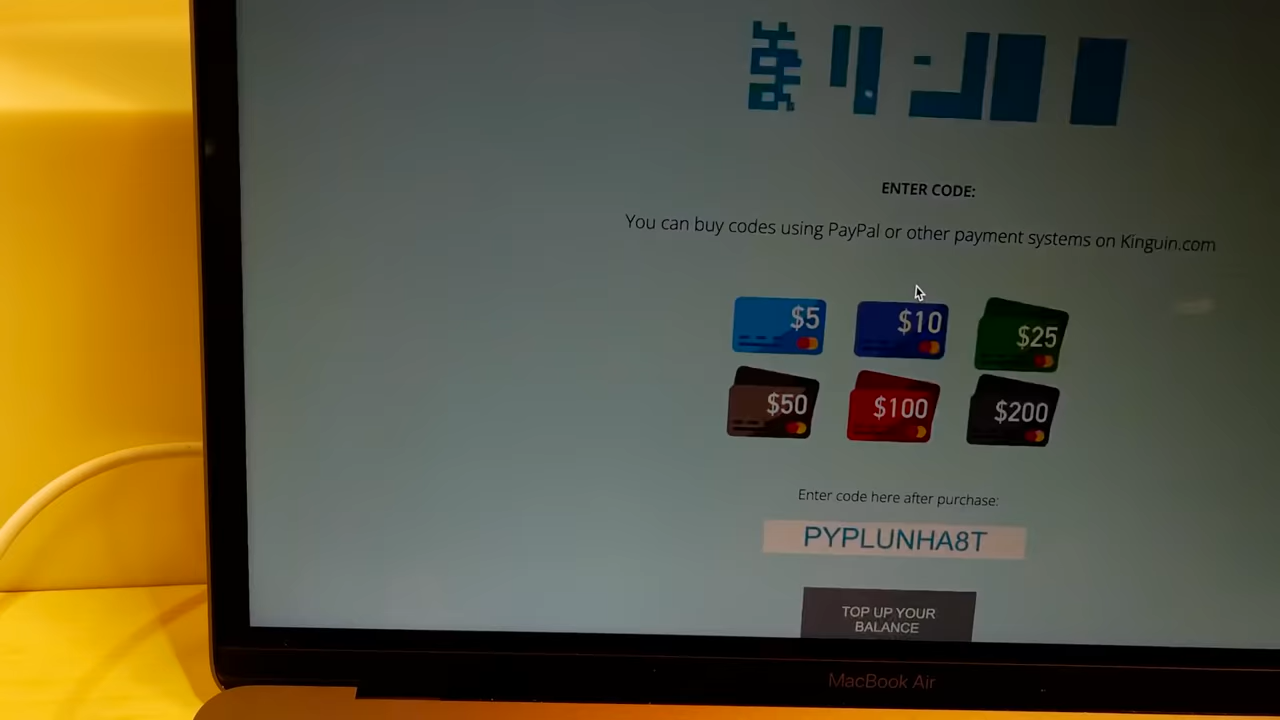 ENTER CODE:
You can buy codes using PayPal or other payment systems on Kinguin.com
$5 $10 $25
$50 $100 $200
Enter code here after purchase:
PYPLUNHA8T
TOP UP YOUR
BALANCE
MacBook Air